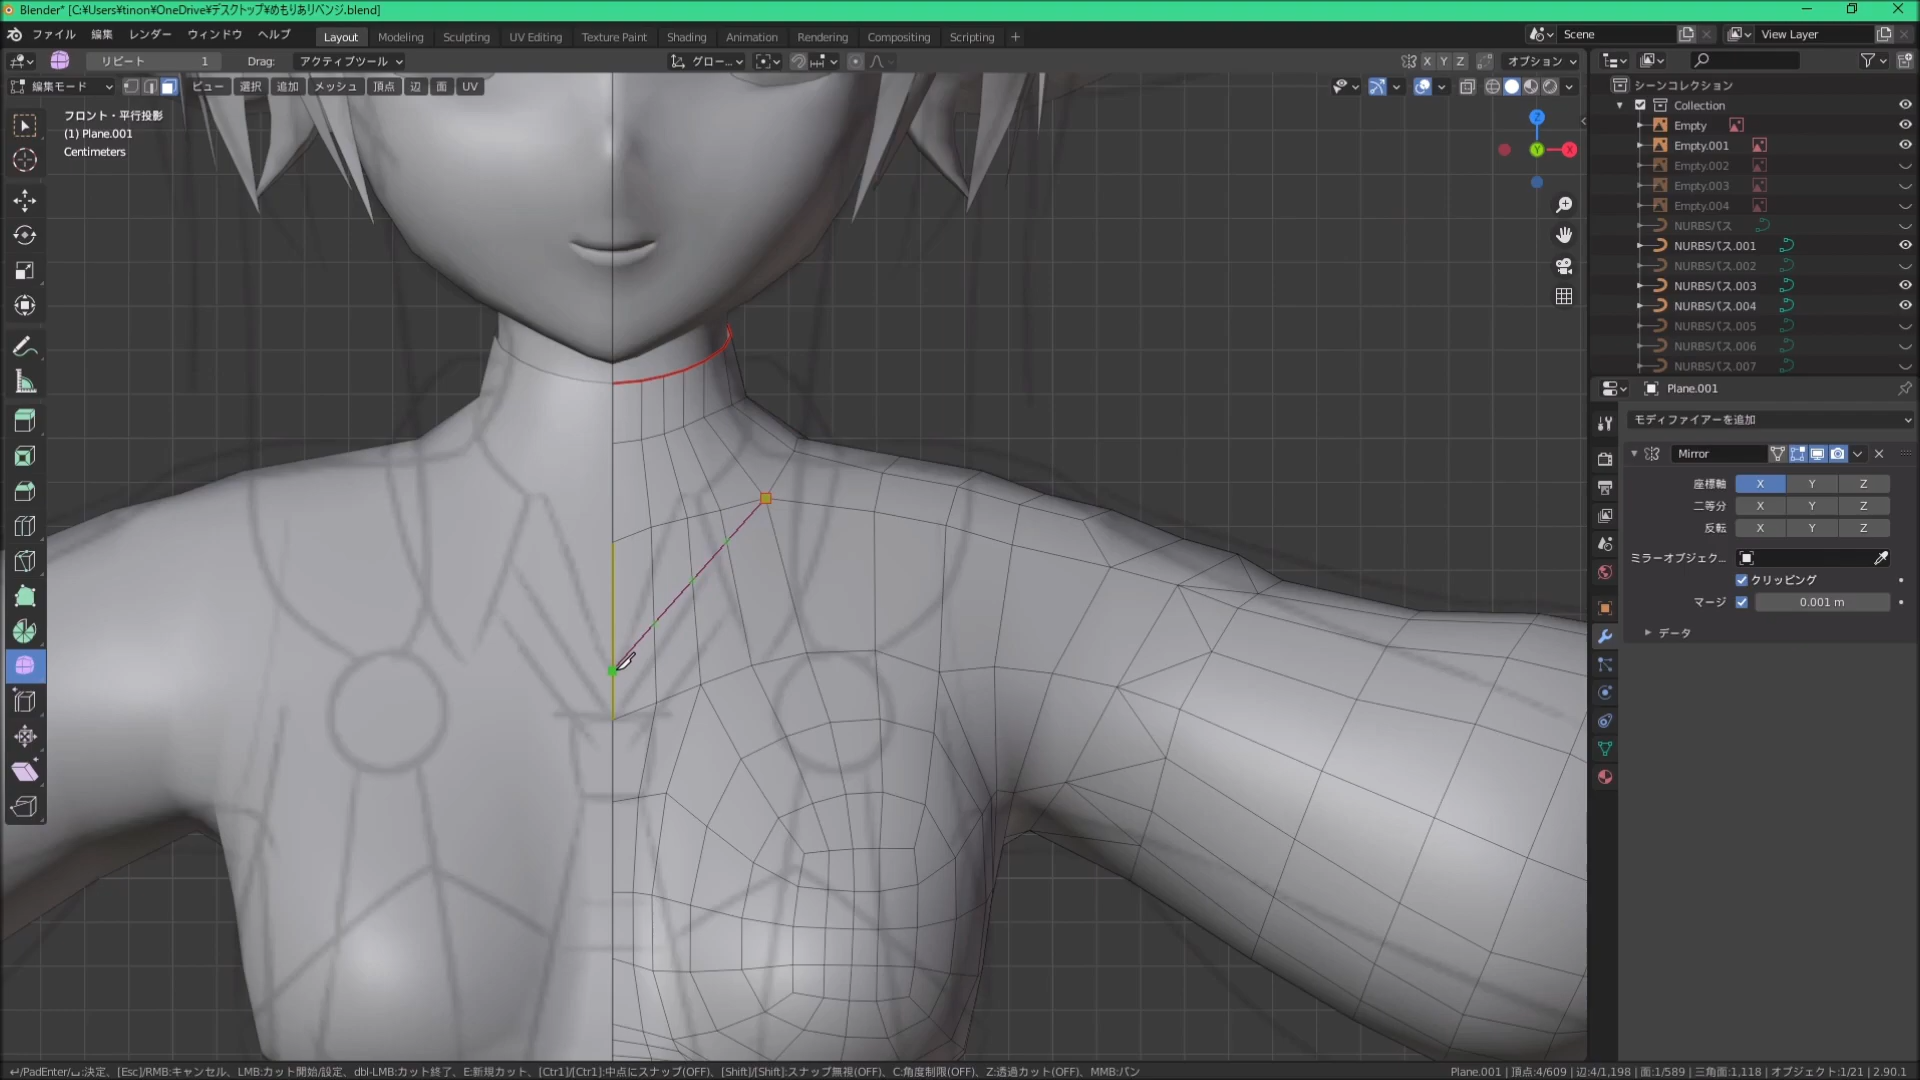 Blender* [C:¥Users¥tinon¥OneDrive¥デスクトップ¥めもりありベンジ.blend]
ファイル 編集 レンダー ウィンドウ ヘルプ Layout Modeling Sculpting UV Editing Texture Paint Shading Animation Rendering Compositing Scripting + Scene View Layer
リピート 1 Drag: アクティブツール グロー... X Y Z オプション
編集モード ビュー 選択 追加 メッシュ 頂点 辺 面 UV
フロント・平行投影
(1) Plane.001
Centimeters
Z
Y
X
シーンコレクション
Collection
Empty
Empty.001
Empty.002
Empty.003
Empty.004
NURBSパス
NURBSパス.001
NURBSパス.002
NURBSパス.003
NURBSパス.004
NURBSパス.005
NURBSパス.006
NURBSパス.007
Plane.001
モディファイアーを追加
Mirror
座標軸 X Y Z
二等分 X Y Z
反転 X Y Z
ミラーオブジェク...
クリッピング
マージ 0.001 m
データ
↵/PadEnter/␣:決定、[Esc]/RMB:キャンセル、LMB:カット開始/設定、dbl-LMB:カット終了、E:新規カット、[Ctrl]/[Ctrl]:中点にスナップ(OFF)、[Shift]/[Shift]:スナップ無視(OFF)、C:角度制限(OFF)、Z:透過カット(OFF)、MMB:パン Plane.001 | 頂点:4/609 | 辺:4/1,198 | 面:1/589 | 三角面:1,118 | オブジェクト:1/21 | 2.90.1